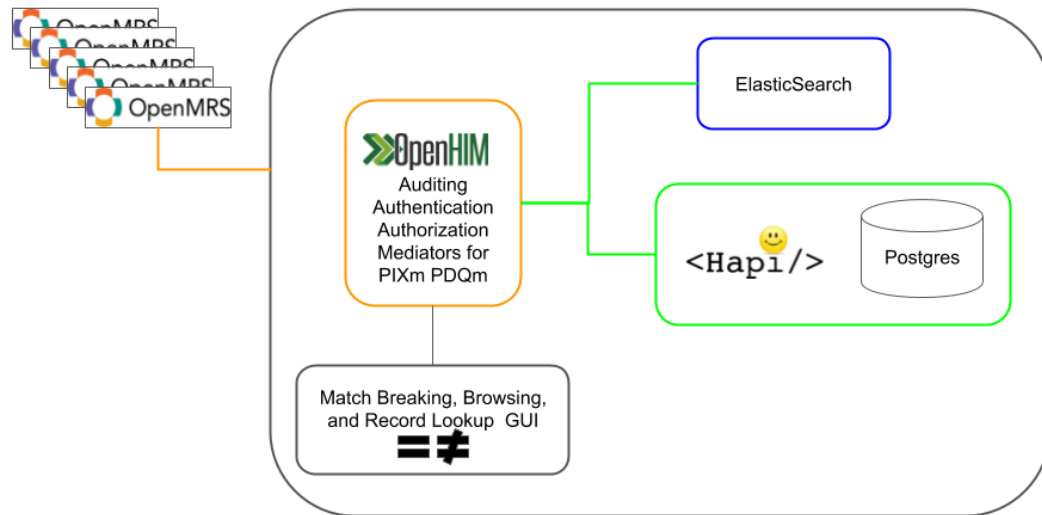 OpenMRS
OpenMRS
OpenMRS
OpenMRS
OpenMRS
ElasticSearch
OpenHIM
Auditing
Authentication
Authorization
Mediators for
PIXm PDQm
<Hapi/>
Postgres
Match Breaking, Browsing,
and Record Lookup GUI